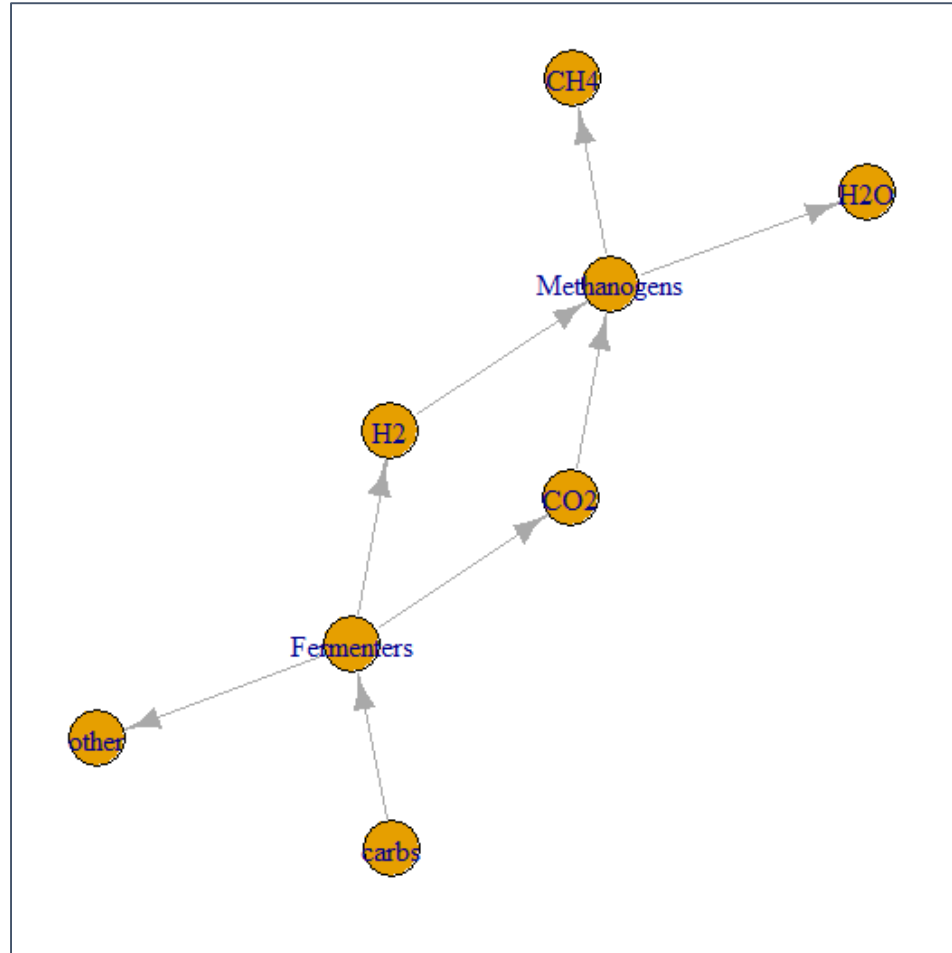 CH4
H2O
Methanogens
H2
CO2
Fermenters
other
carbs